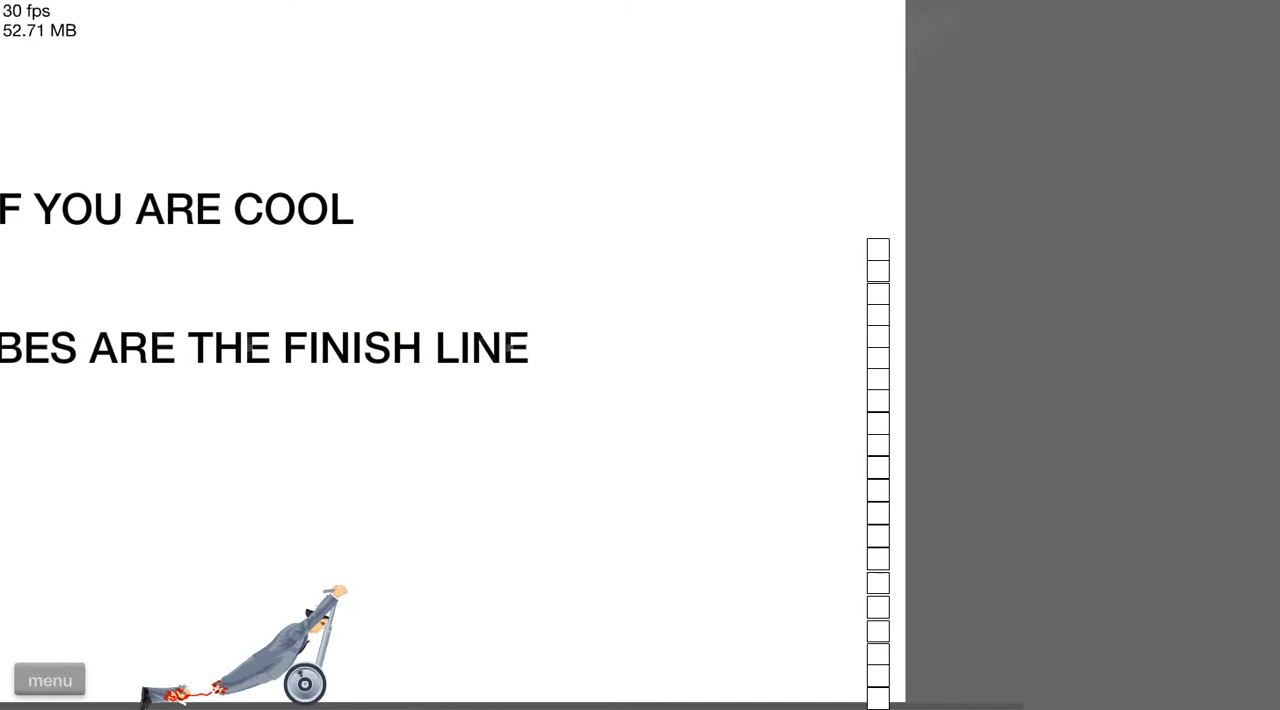 30 fps
52.71 MB
F YOU ARE COOL
BES ARE THE FINISH LINE
menu